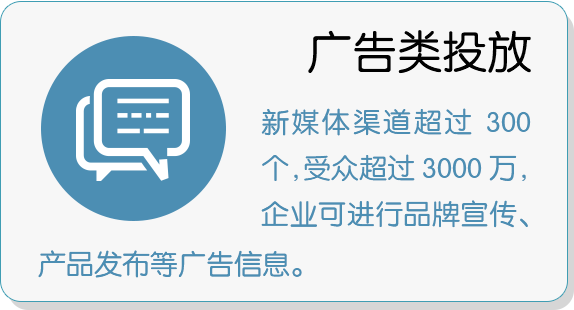 广告类投放
新媒体渠道超过 300
个,受众超过 3000 万,
企业可进行品牌宣传、
产品发布等广告信息。